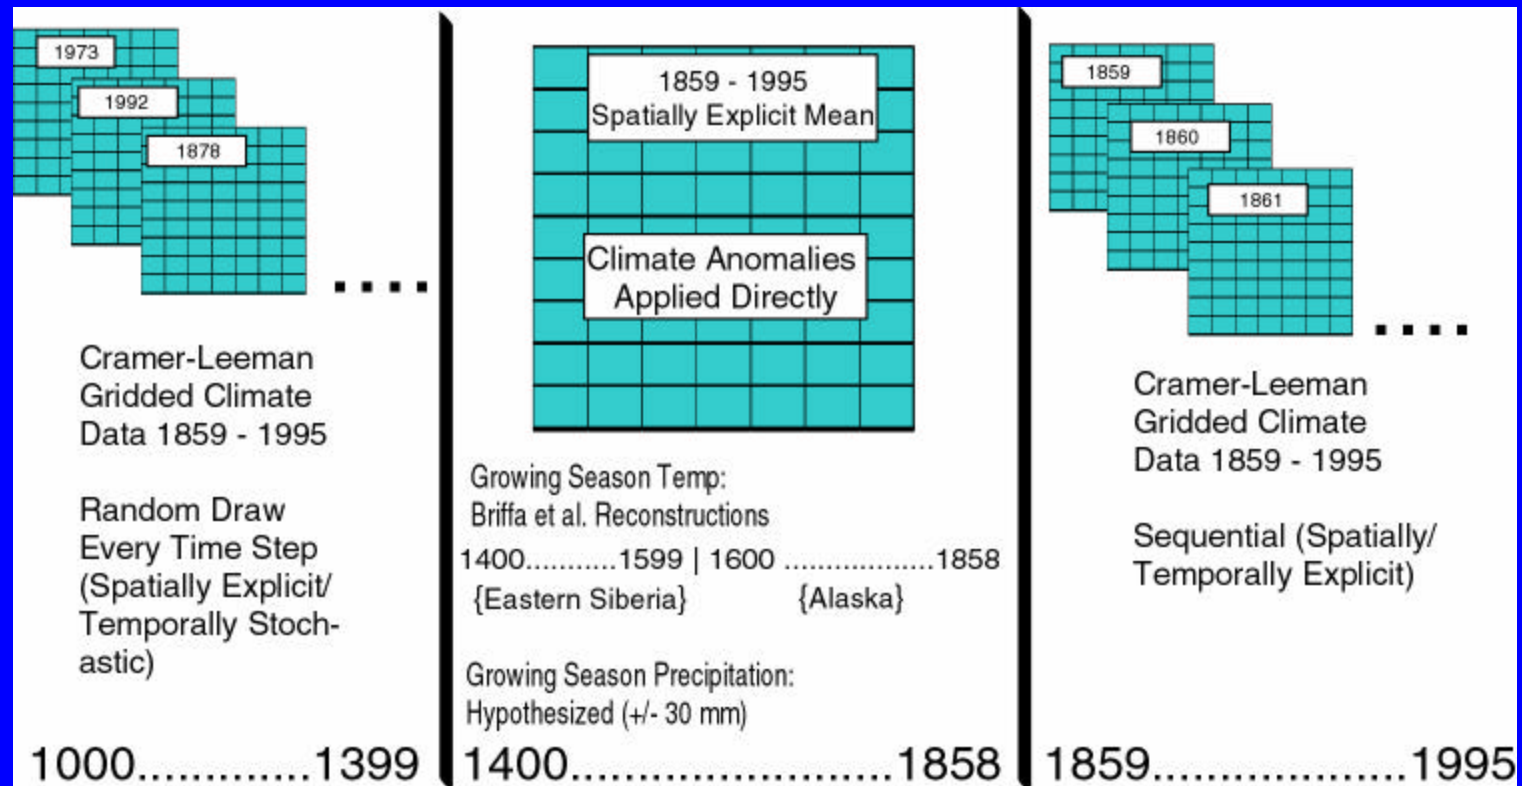 1973
1992
1878
Cramer-Leeman
Gridded Climate
Data 1859 - 1995
Random Draw
Every Time Step
(Spatially Explicit/
Temporally Stoch-
astic)
1000.............1399
1859 - 1995
Spatially Explicit Mean
Climate Anomalies
Applied Directly
Growing Season Temp:
Briffa et al. Reconstructions
1400...........1599 | 1600 ..................1858
{Eastern Siberia} {Alaska}
Growing Season Precipitation:
Hypothesized (+/- 30 mm)
1400........................1858
1859
1860
1861
Cramer-Leeman
Gridded Climate
Data 1859 - 1995
Sequential (Spatially/
Temporally Explicit)
1859...................1995